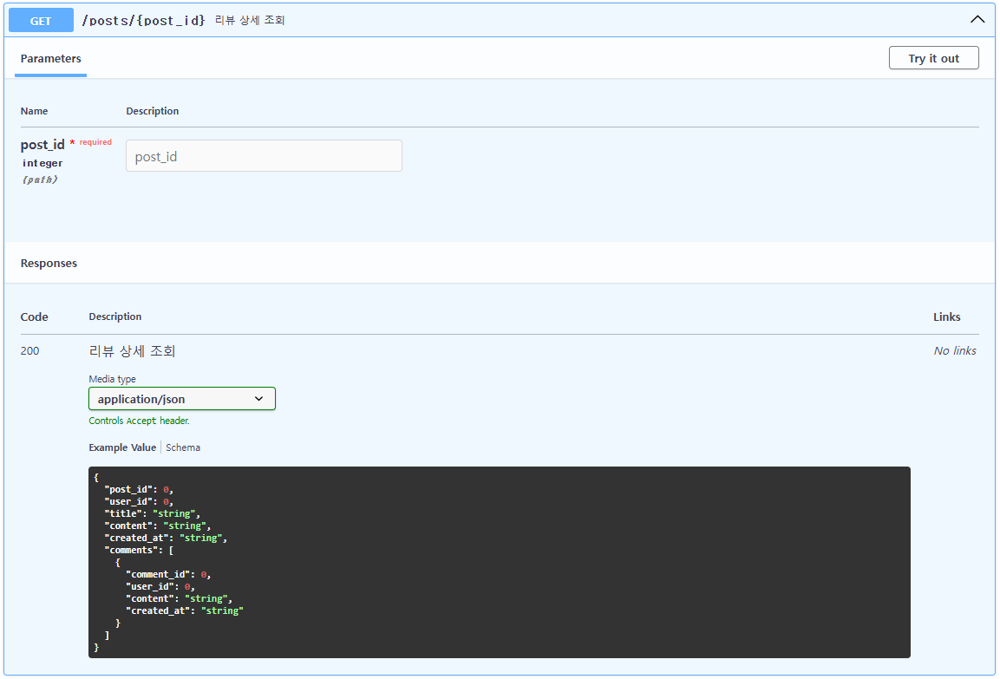 GET /posts/{post_id} 리뷰 상세 조회
Parameters
Try it out
Name Description
post_id * required
integer
(path)
post_id
Responses
Code Description Links
200 리뷰 상세 조회 No links
Media type
application/json
Controls Accept header.
Example Value Schema
{
  "post_id": 0,
  "user_id": 0,
  "title": "string",
  "content": "string",
  "created_at": "string",
  "comments": [
    {
      "comment_id": 0,
      "user_id": 0,
      "content": "string",
      "created_at": "string"
    }
  ]
}